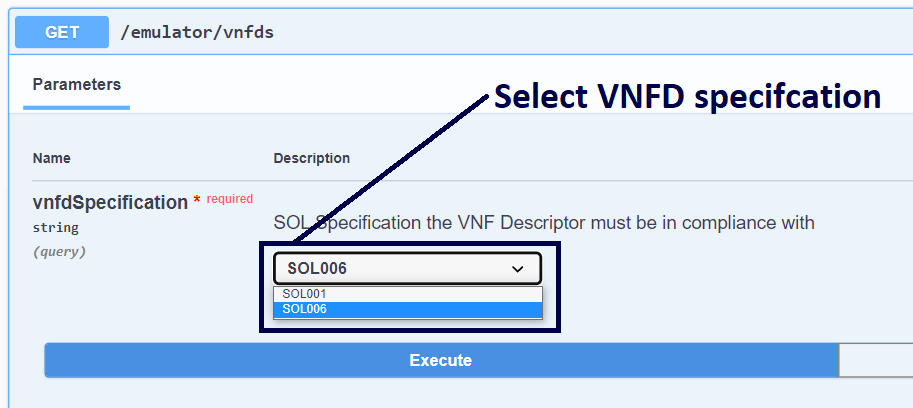 GET /emulator/vnfds
Parameters
Select VNFD specifcation
Name Description
vnfdSpecification * required
string
SOL Specification the VNF Descriptor must be in compliance with
(query)
SOL006
SOL001
SOL006
Execute